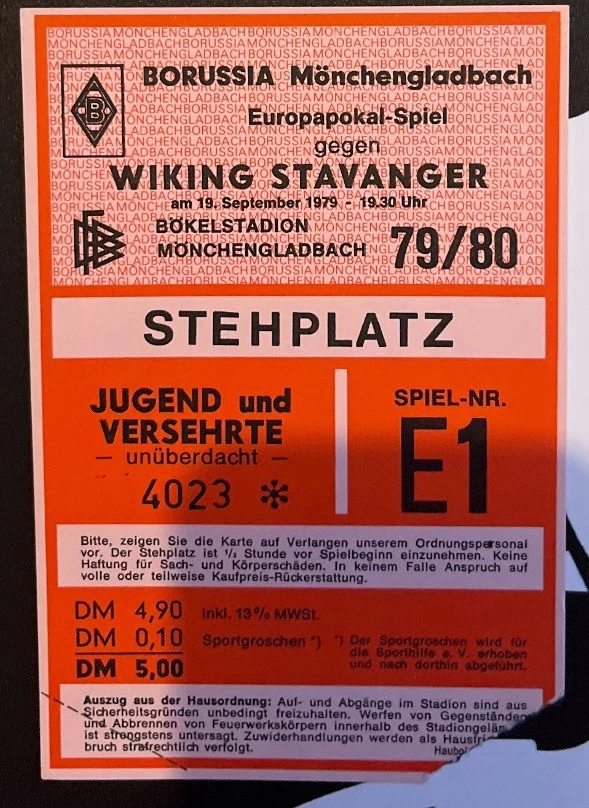 BORUSSIA Mönchengladbach
B
Europapokal-Spiel
gegen
WIKING STAVANGER
am 19. September 1979 - 19.30 Uhr
BÖKELSTADION
MÖNCHENGLADBACH
79/80
STEHPLATZ
JUGEND und
VERSEHRTE
— unüberdacht —
4023 *
SPIEL-NR.
E1
Bitte, zeigen Sie die Karte auf Verlangen unserem Ordnungspersonal
vor. Der Stehplatz ist ½ Stunde vor Spielbeginn einzunehmen. Keine
Haftung für Sach- und Körperschäden. In keinem Falle Anspruch auf
volle oder teilweise Kaufpreis-Rückerstattung.
DM 4,90 inkl. 13% MWSt.
DM 0,10 Sportgroschen *)
DM 5,00
*) Der Sportgroschen wird für
die Sporthilfe e. V. erhoben
und nach dorthin abgeführt.
Auszug aus der Hausordnung: Auf- und Abgänge im Stadion sind aus
Sicherheitsgründen unbedingt freizuhalten. Werfen von Gegenständen
und Abbrennen von Feuerwerkskörpern innerhalb des Stadiongelän
ist strengstens untersagt. Zuwiderhandlungen werden als Hausfri
bruch strafrechtlich verfolgt.